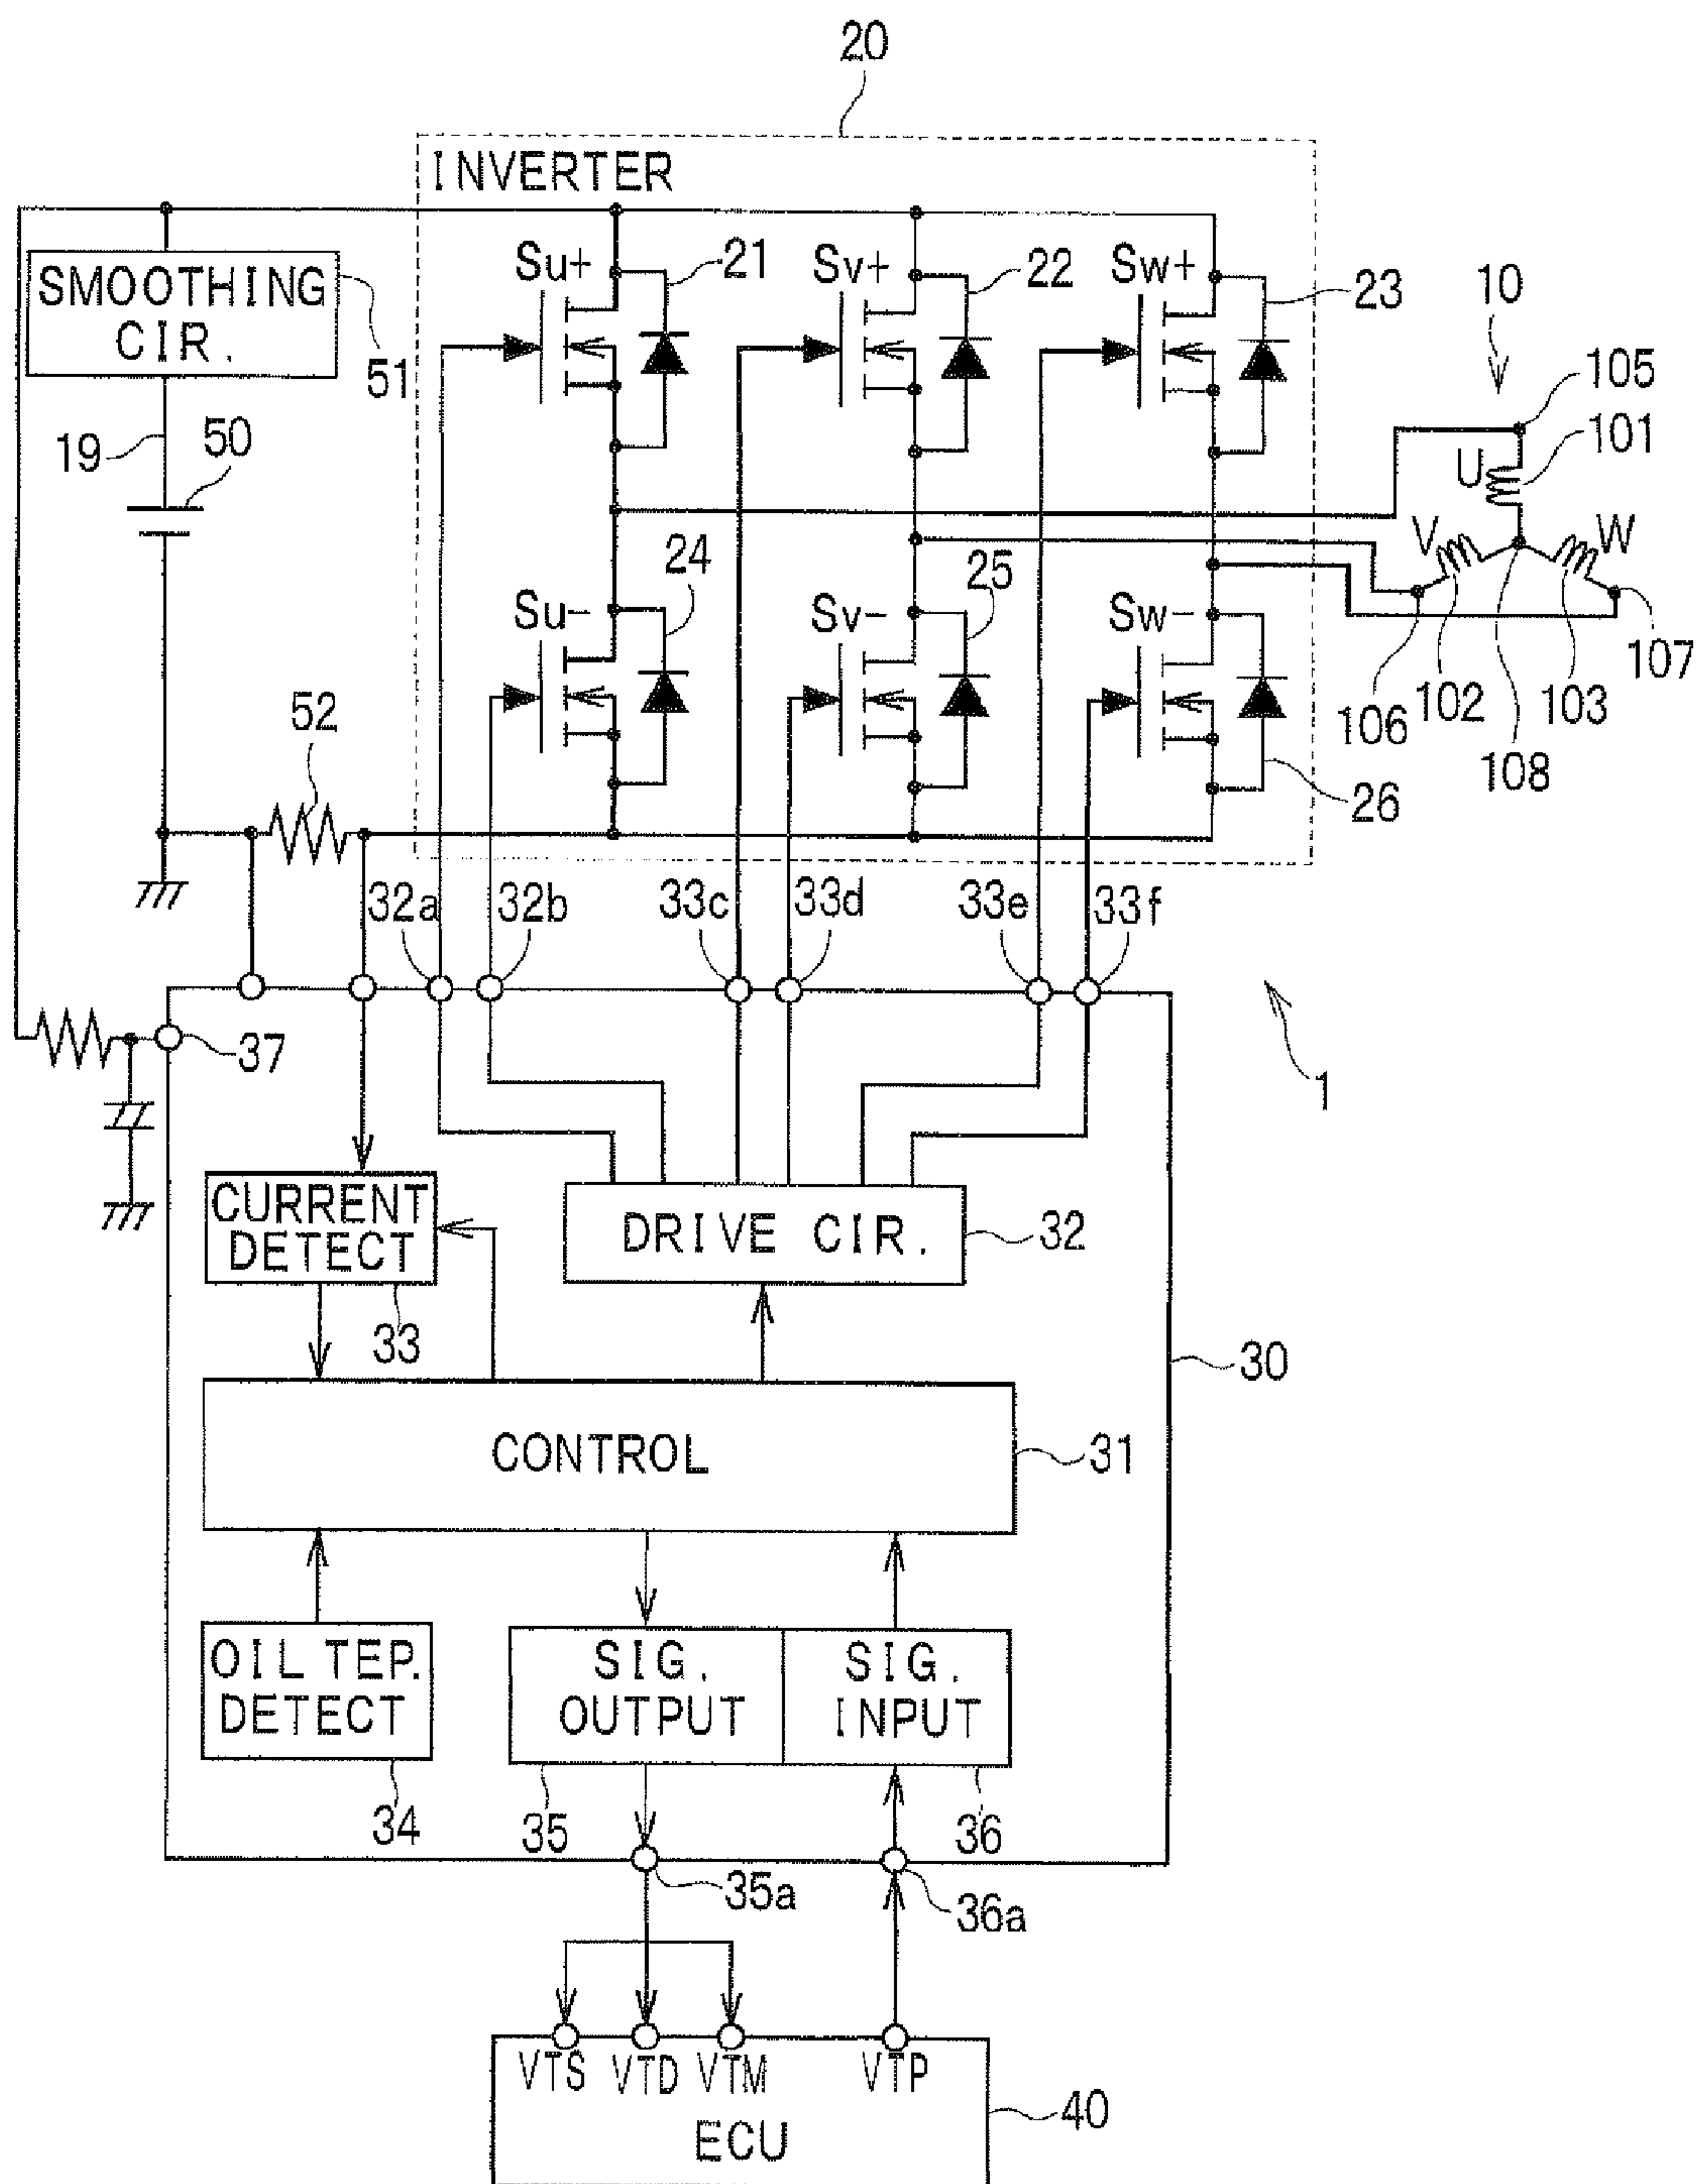 20
INVERTER
SMOOTHING
CIR.
51
Su+
21
Sv+
22
Sw+
23
10
105
101
19
50
U
V
W
24
25
Su-
Sv-
Sw-
107
102
103
106
108
52
26
32a
32b
33c
33d
33e
33f
37
1
CURRENT
DETECT
DRIVE CIR.
32
33
30
CONTROL
31
OIL TEP.
DETECT
SIG.
OUTPUT
SIG.
INPUT
34
35
36
35a
36a
VTS
VTD
VTM
VTP
ECU
40